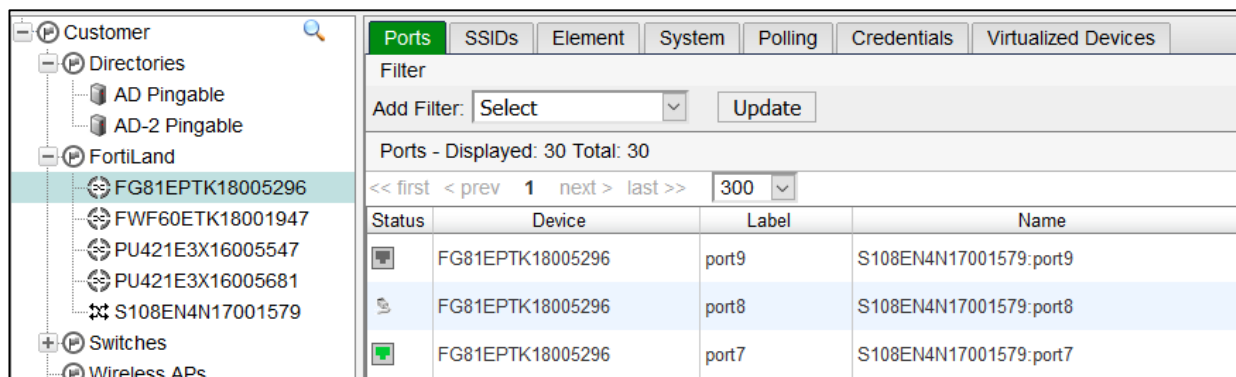 Customer
Directories
AD Pingable
AD-2 Pingable
FortiLand
FG81EPTK18005296
FWF60ETK18001947
PU421E3X16005547
PU421E3X16005681
S108EN4N17001579
Switches
Wireless APs
Ports SSIDs Element System Polling Credentials Virtualized Devices
Filter
Add Filter: Select Update
Ports - Displayed: 30 Total: 30
<< first < prev 1 next > last >> 300
Status Device Label Name
FG81EPTK18005296 port9 S108EN4N17001579:port9
FG81EPTK18005296 port8 S108EN4N17001579:port8
FG81EPTK18005296 port7 S108EN4N17001579:port7